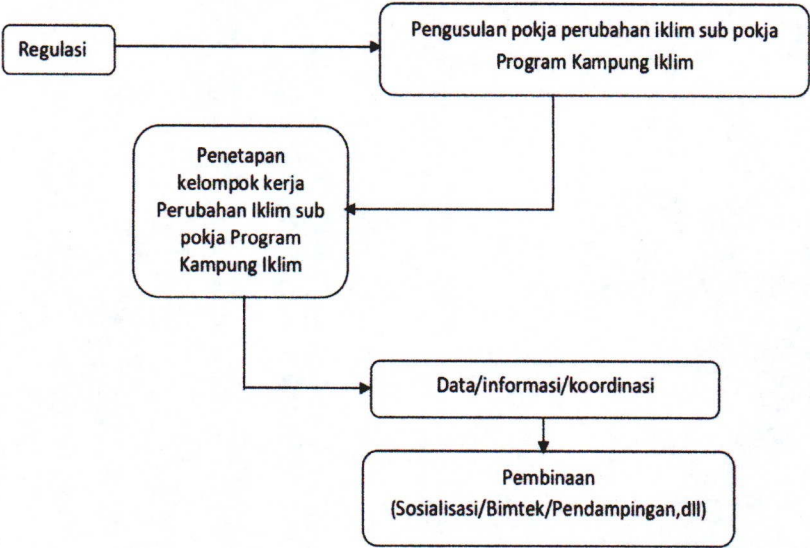 Regulasi
Pengusulan pokja perubahan iklim sub pokja
Program Kampung Iklim
Penetapan
kelompok kerja
Perubahan Iklim sub
pokja Program
Kampung Iklim
Data/informasi/koordinasi
Pembinaan
(Sosialisasi/Bimtek/Pendampingan,dll)